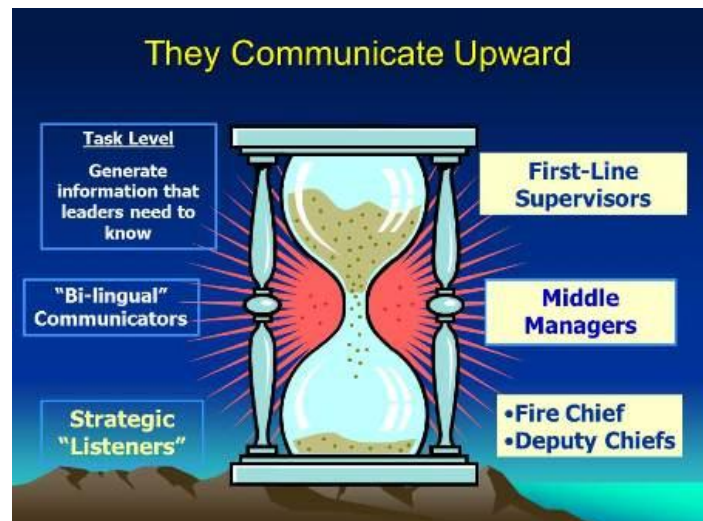 They Communicate Upward
Task Level
Generate
information that
leaders need to
know
First-Line
Supervisors
"Bi-lingual"
Communicators
Middle
Managers
Strategic
"Listeners"
•Fire Chief
•Deputy Chiefs